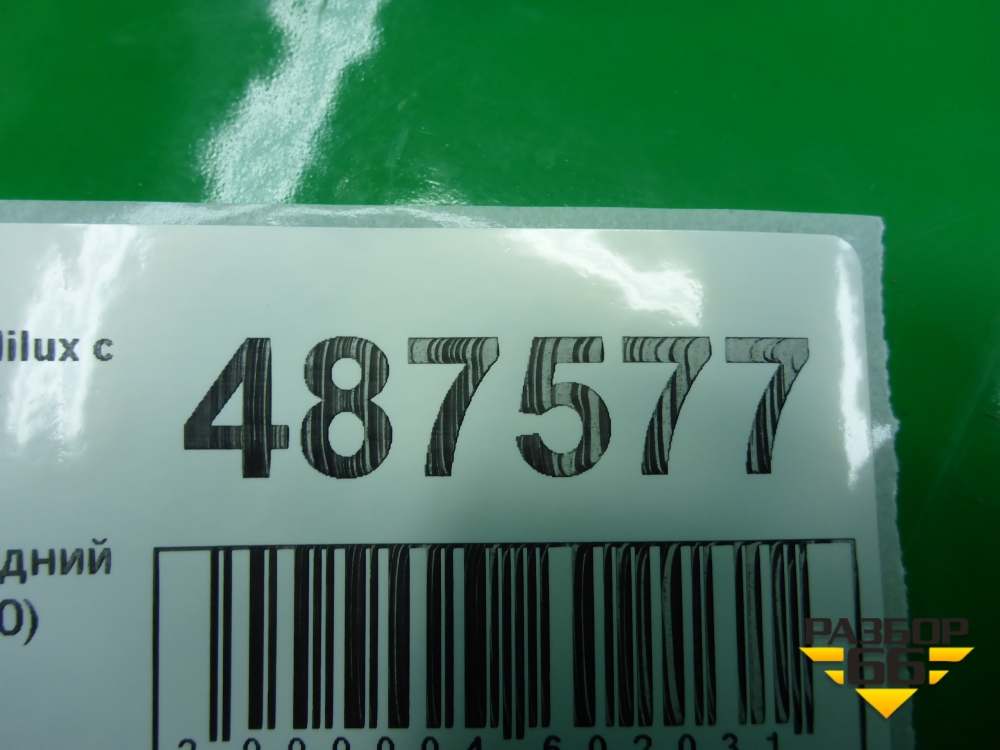 ilux с
487577
дний
0)
2 000004 602031
РАЗБОР
66